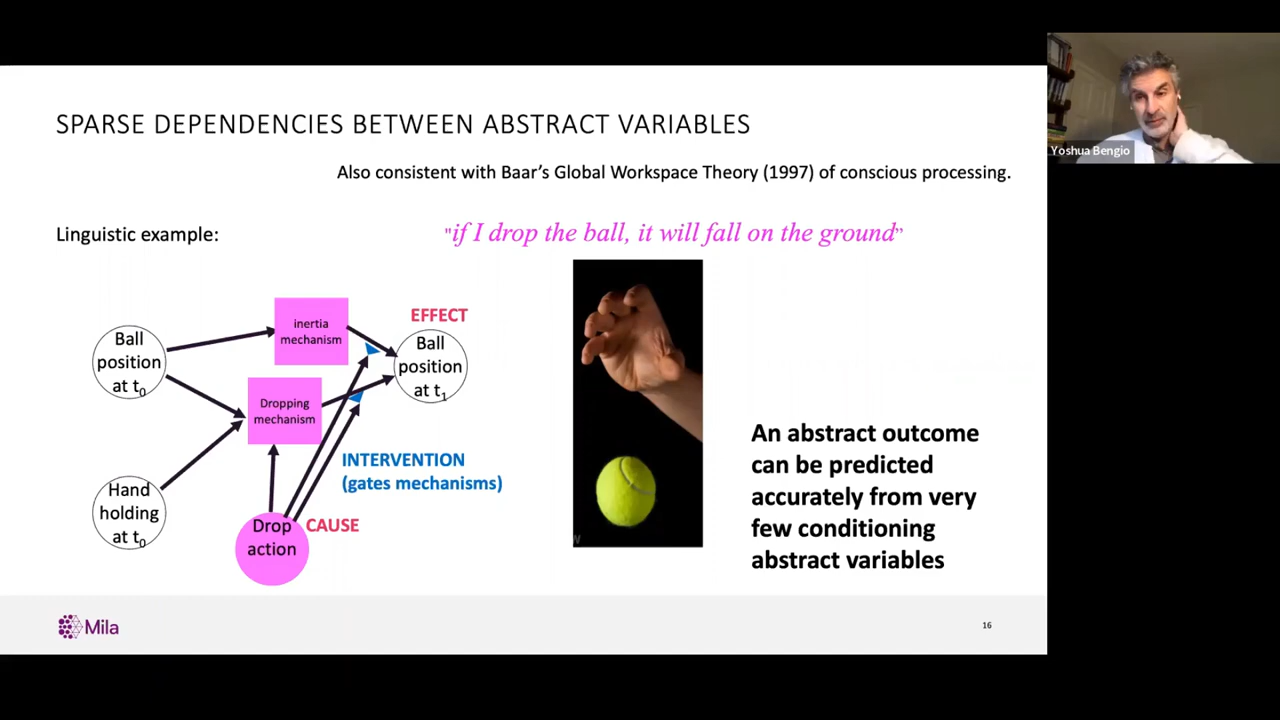 Yoshua Bengio
SPARSE DEPENDENCIES BETWEEN ABSTRACT VARIABLES
Also consistent with Baar’s Global Workspace Theory (1997) of conscious processing.
Linguistic example:
"if I drop the ball, it will fall on the ground”
Ball
position
at t0
inertia
mechanism
EFFECT
Ball
position
at t1
Dropping
mechanism
INTERVENTION
(gates mechanisms)
Hand
holding
at t0
Drop
action
CAUSE
W
An abstract outcome
can be predicted
accurately from very
few conditioning
abstract variables
Mila
16